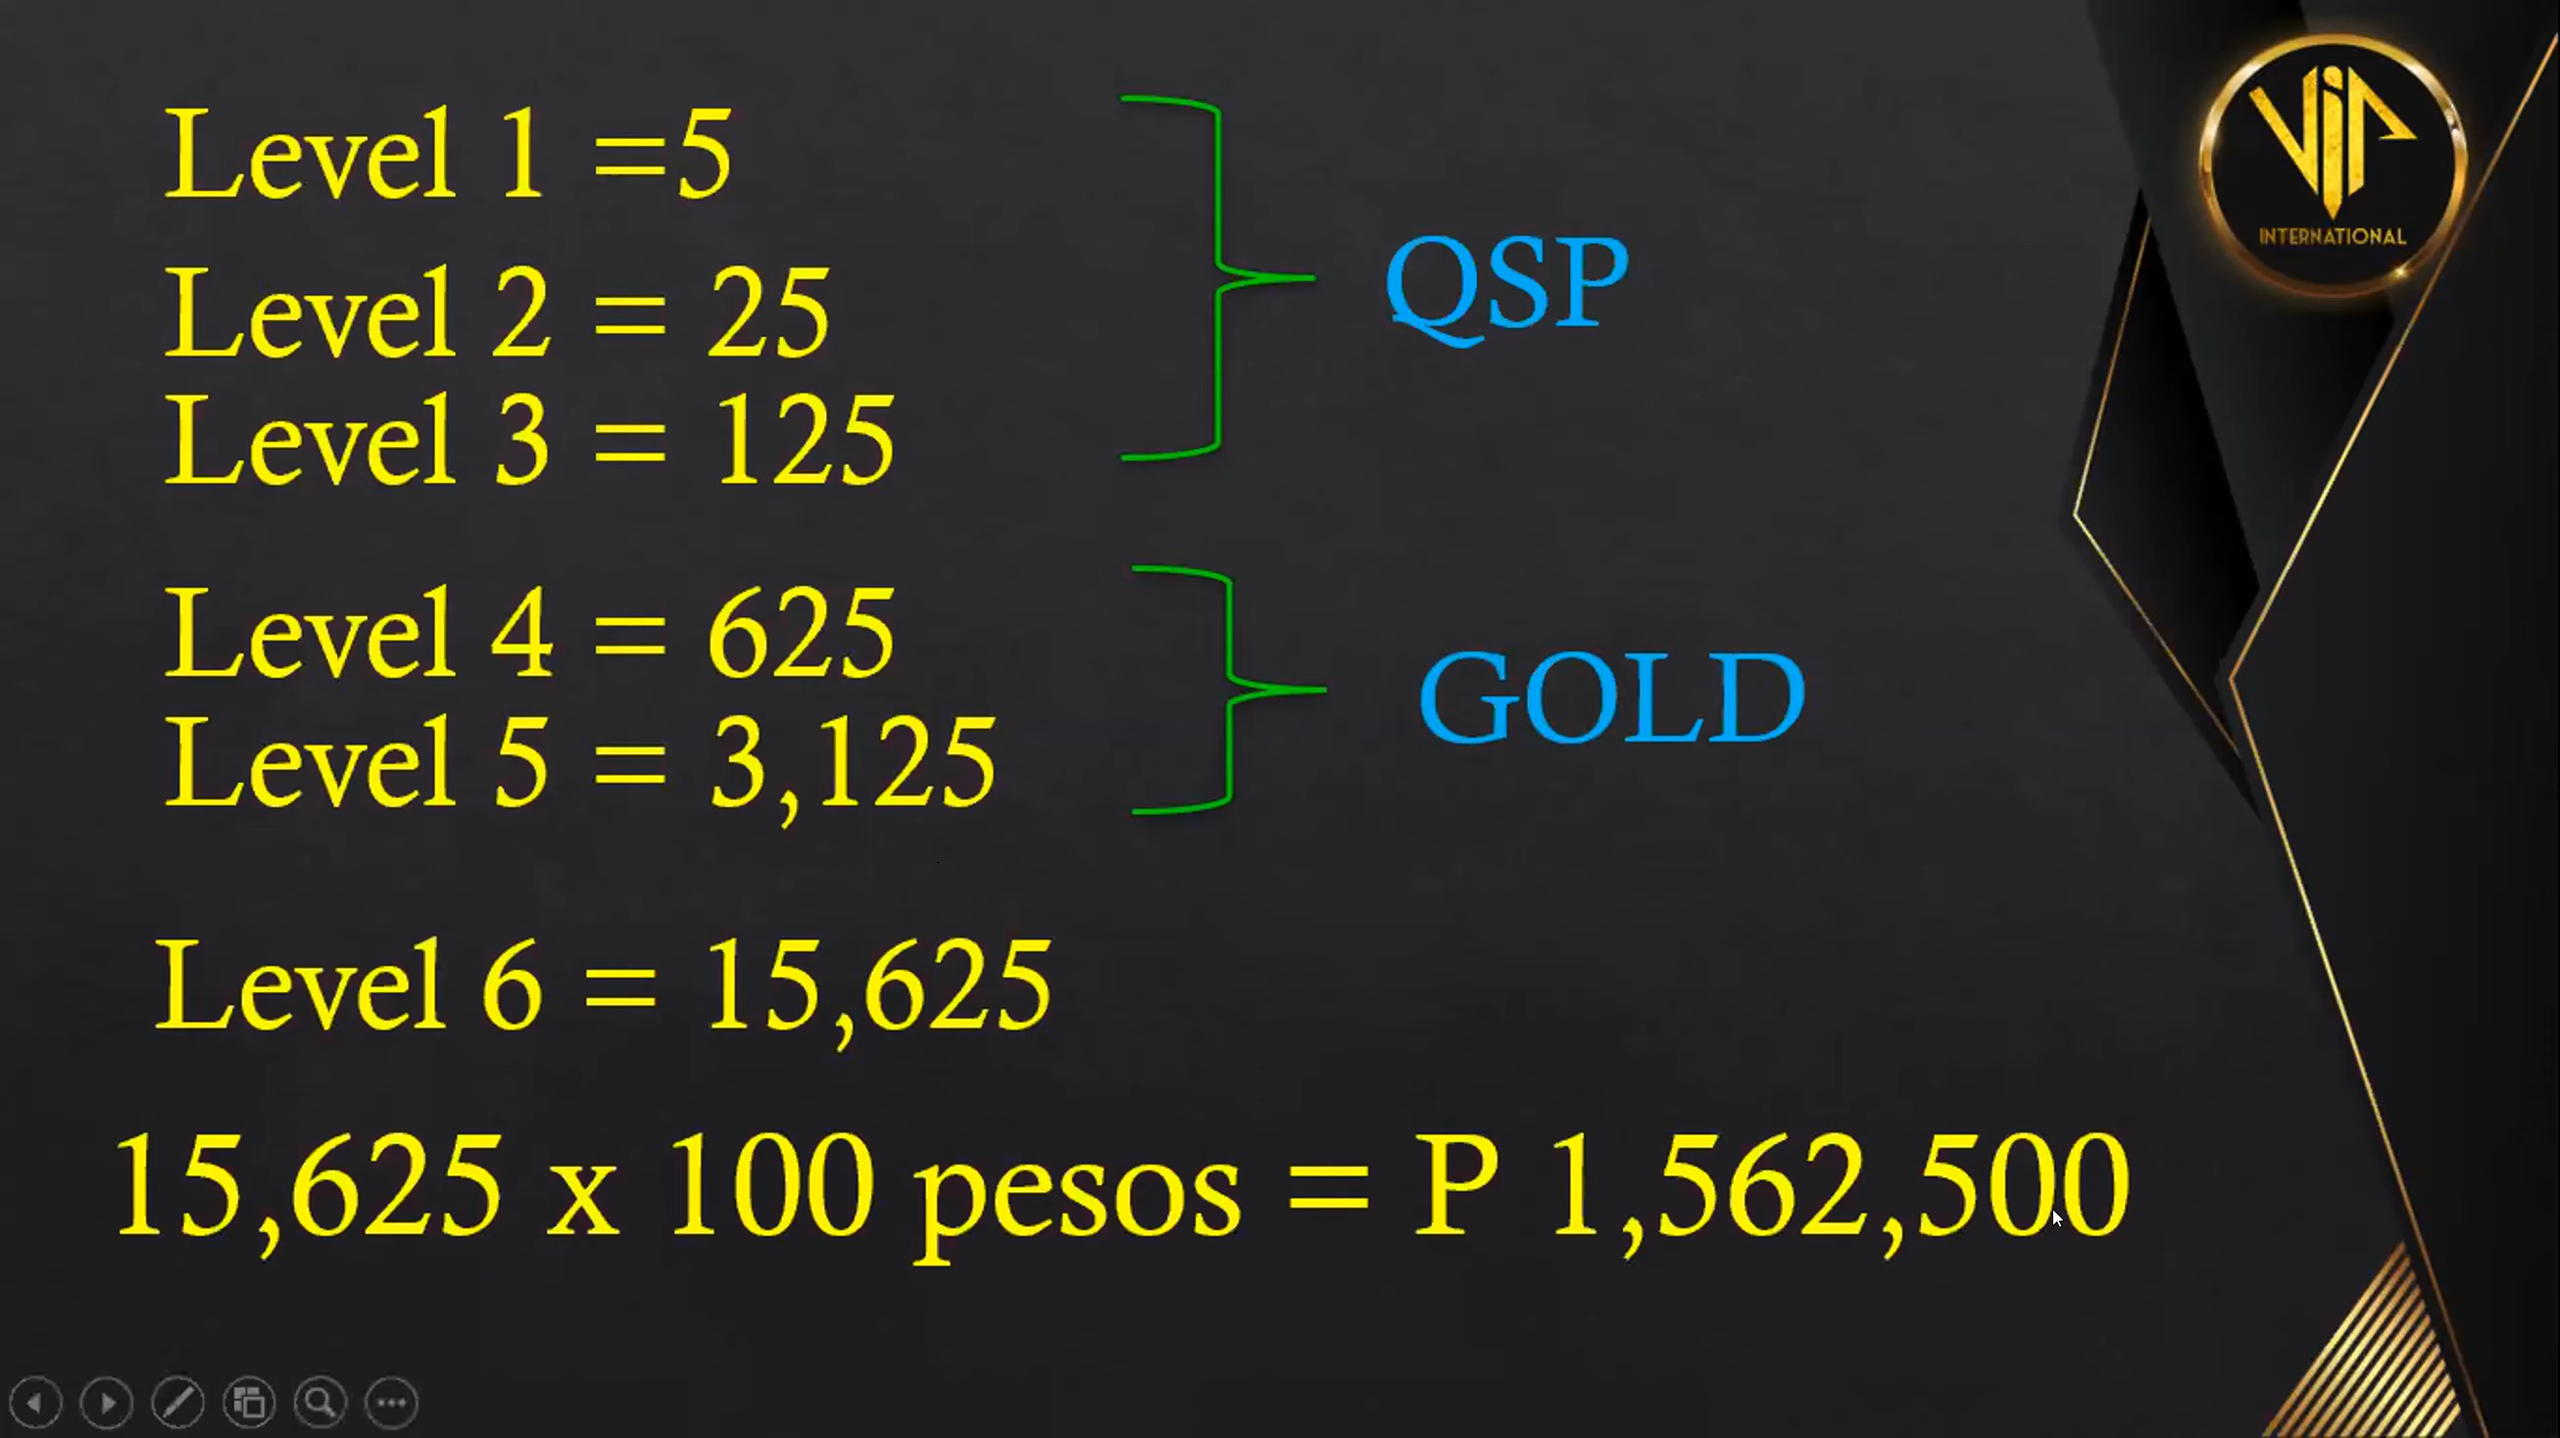 Level 1 =5
Level 2 = 25
Level 3 = 125
QSP
Level 4 = 625
Level 5 = 3,125
GOLD
Level 6 = 15,625
15,625 x 100 pesos = P 1,562,500
VIP
INTERNATIONAL